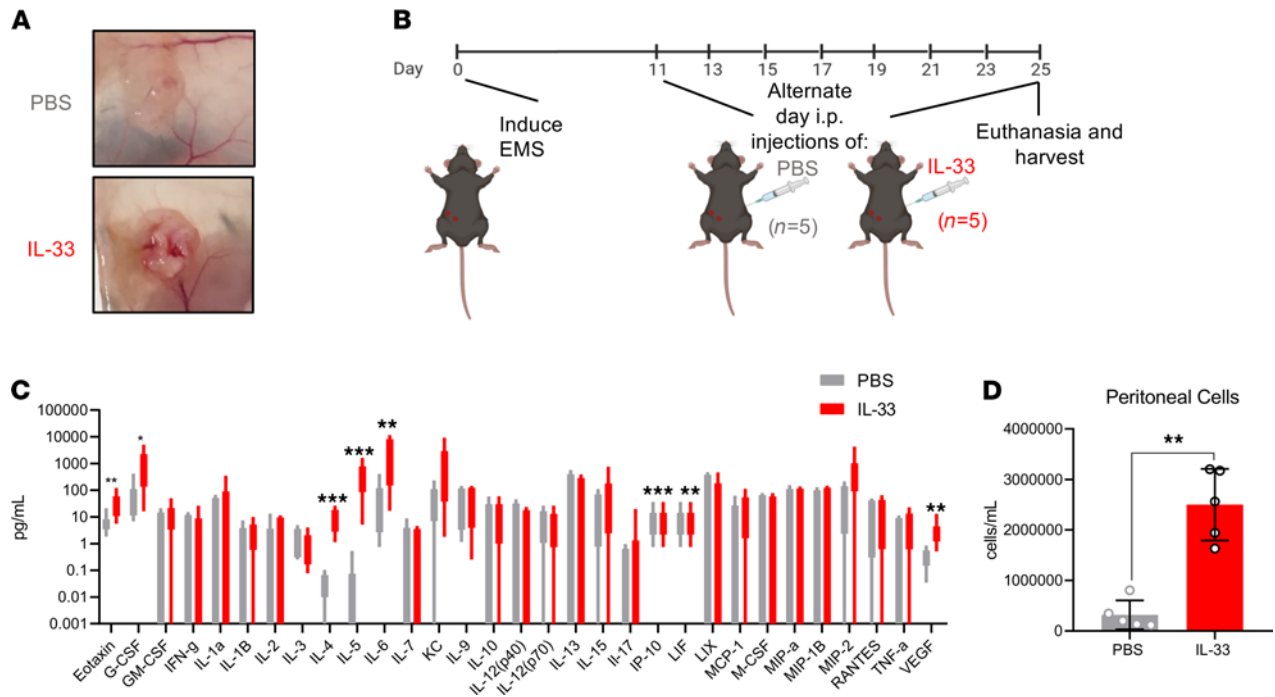 A
PBS
IL-33
B
Day 0 11 13 15 17 19 21 23 25
Induce
EMS
Alternate
day i.p.
injections of:
PBS
(n=5)
IL-33
(n=5)
Euthanasia and
harvest
C
PBS
IL-33
pg/mL
100000
10000
1000
100
10
1
0.1
0.01
0.001
** * *** *** ** *** ** **
Eotaxin G-CSF GM-CSF IFN-g IL-1a IL-1B IL-2 IL-3 IL-4 IL-5 IL-6 IL-7 KC IL-9 IL-10 IL-12(p40) IL-12(p70) IL-13 IL-15 Il-17 IP-10 LIF LIX MCP-1 M-CSF MIP-a MIP-1B MIP-2 RANTES TNF-a VEGF
D
Peritoneal Cells
**
cells/mL
4000000
3000000
2000000
1000000
0
PBS IL-33